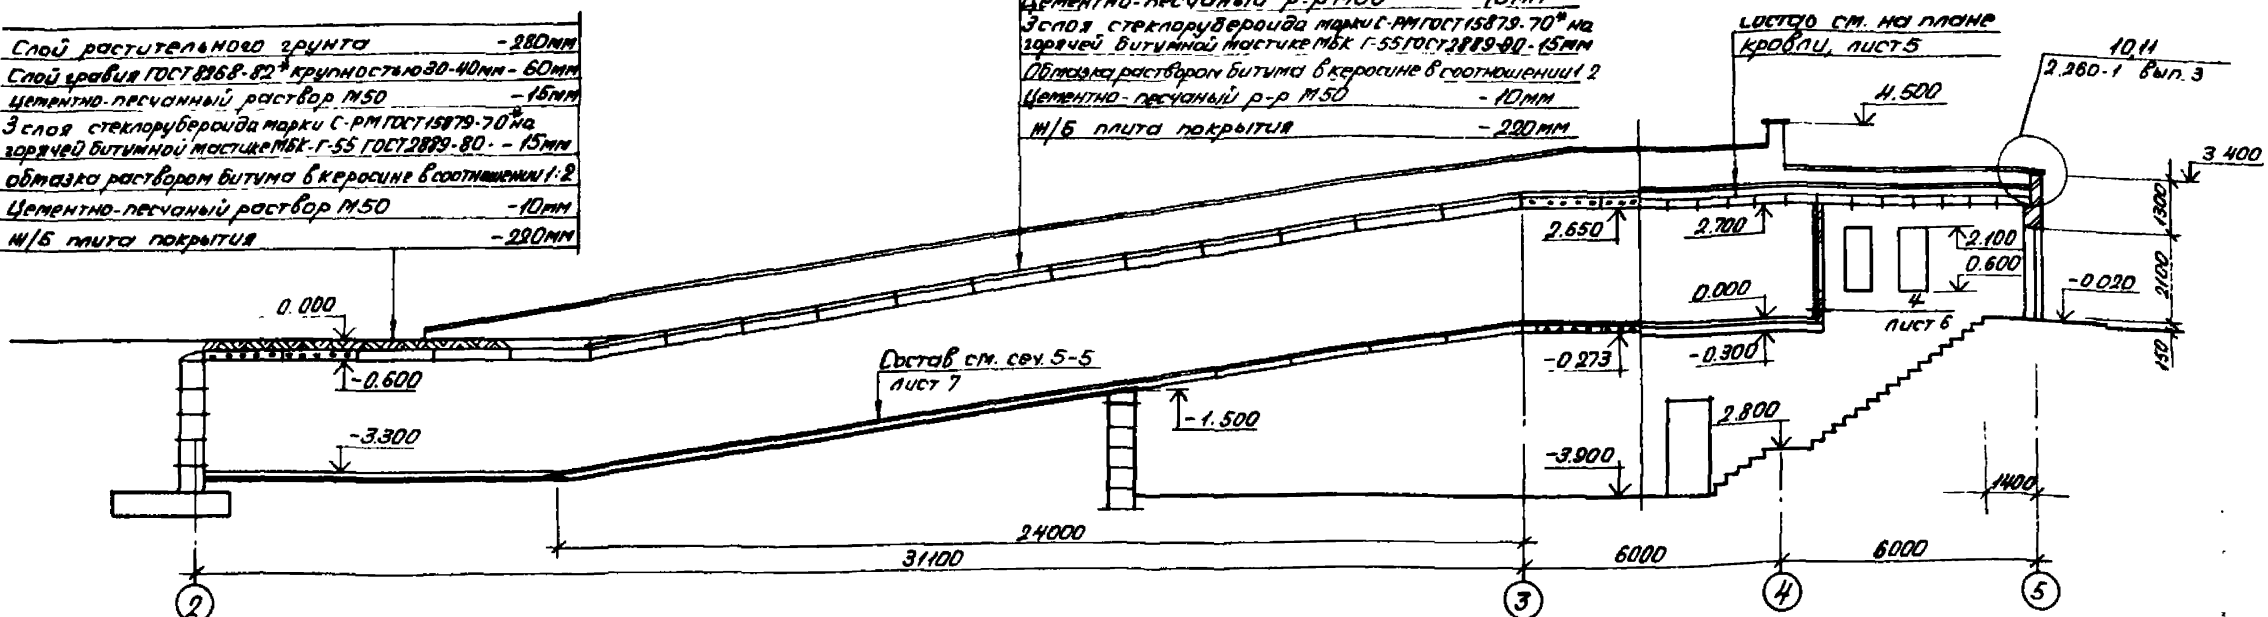 Слой растительного грунта - 280мм
Слой гравия ГОСТ 8268-82* крупностью 30-40мм - 60мм
Цементно-песчанный раствор М50 - 15мм
3 слоя стеклорубероида марки С-РМ ГОСТ 15879-70* на
горячей битумной мастике МБК-Г-55 ГОСТ 2889-80 - 15мм
обмазка раствором битума в керосине в соотношении 1:2
Цементно-песчаный раствор М50 -10мм
Ж/Б плита покрытия -220мм
Цементно-песчаный р-р М100
3 слоя стеклорубероида марки С-РМ ГОСТ 15879-70* на
горячей битумной мастике МБК Г-55 ГОСТ 2889-80-15мм
Обмазка раствором битума в керосине в соотношении 1 2
Цементно-песчаный р-р М50 - 10мм
Ж/Б плита покрытия - 220мм
Состав см. на плане
кровли, лист 5
10,11
2.260-1 Вып. 3
4.500
3 400
1300
2100
150
2.650
2.700
2.100
0.600
0.000
-0.020
4
лист 6
0.000
-0.600
Состав см. сеч. 5-5
лист 7
-0.273
-0.300
-1.500
-3.300
2.800
-3.900
1400
24000
31100
6000
6000
2
3
4
5